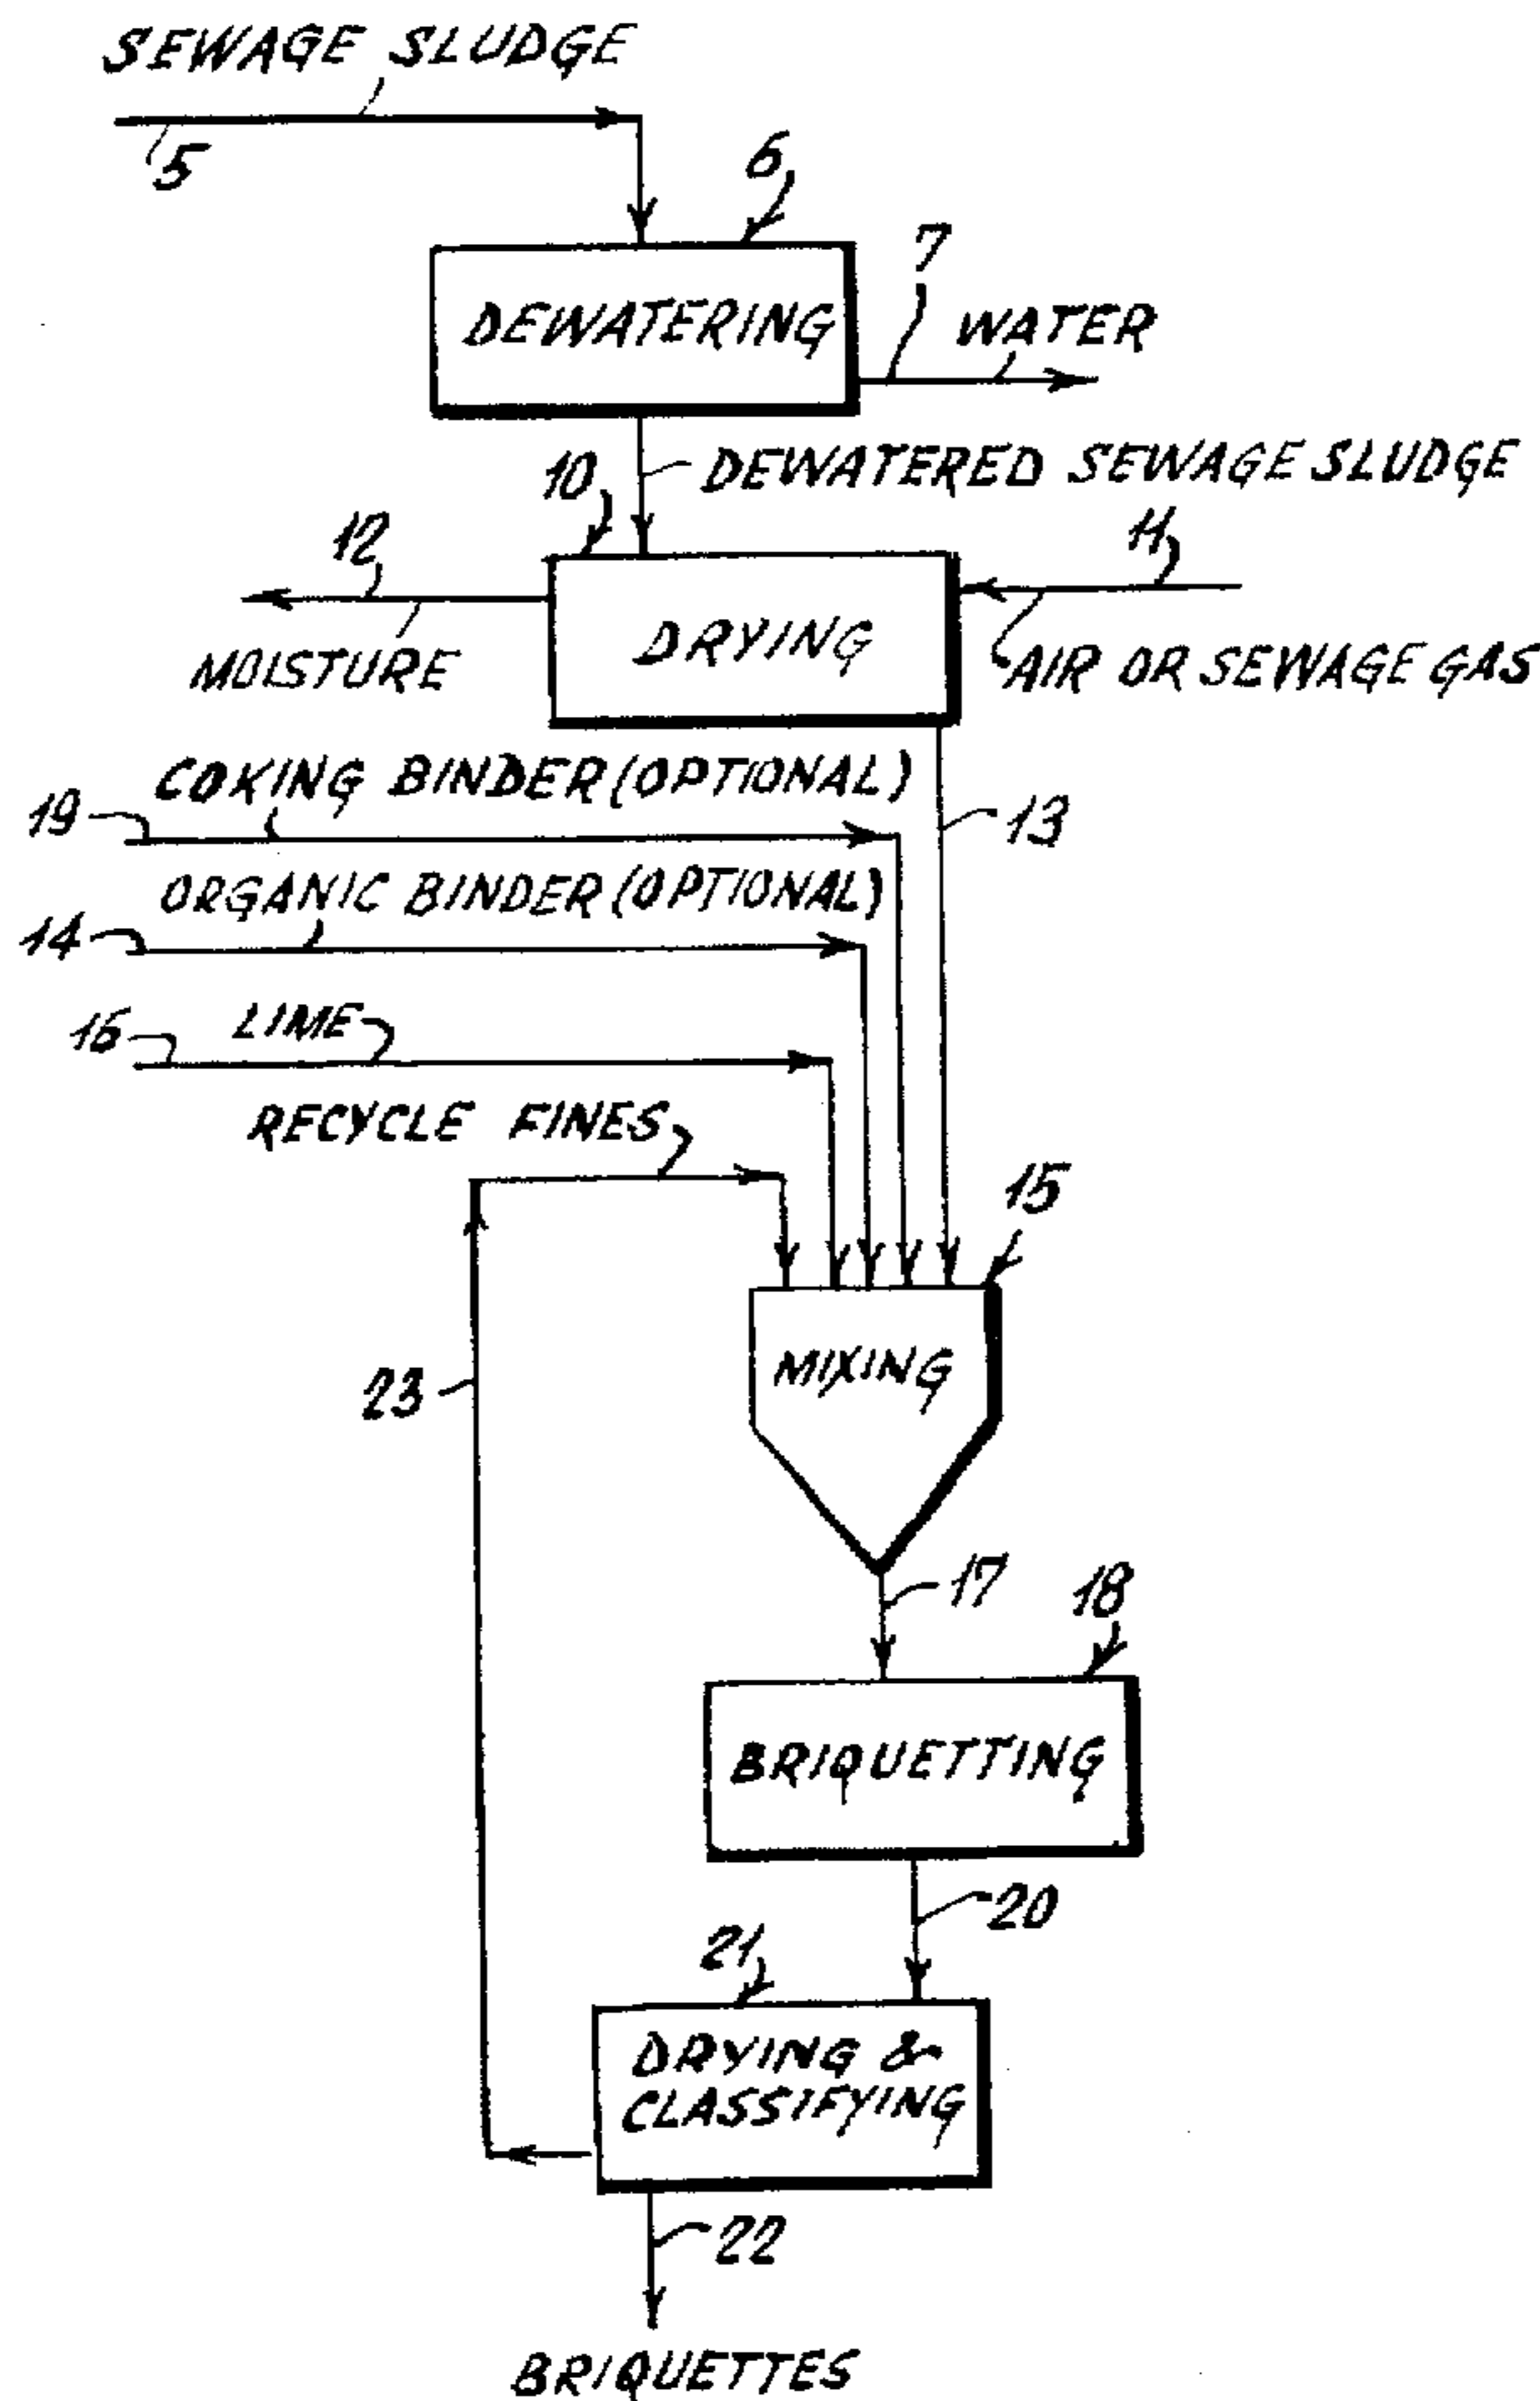 SEWAGE SLUDGE
5
6
7
DEWATERING
WATER
10
DEWATERED SEWAGE SLUDGE
12
11
DRYING
MOISTURE
AIR OR SEWAGE GAS
COKING BINDER (OPTIONAL)
19
13
ORGANIC BINDER (OPTIONAL)
14
16
LIME
RECYCLE FINES
15
MIXING
23
17
18
BRIQUETTING
20
21
DRYING &
CLASSIFYING
22
BRIQUETTES